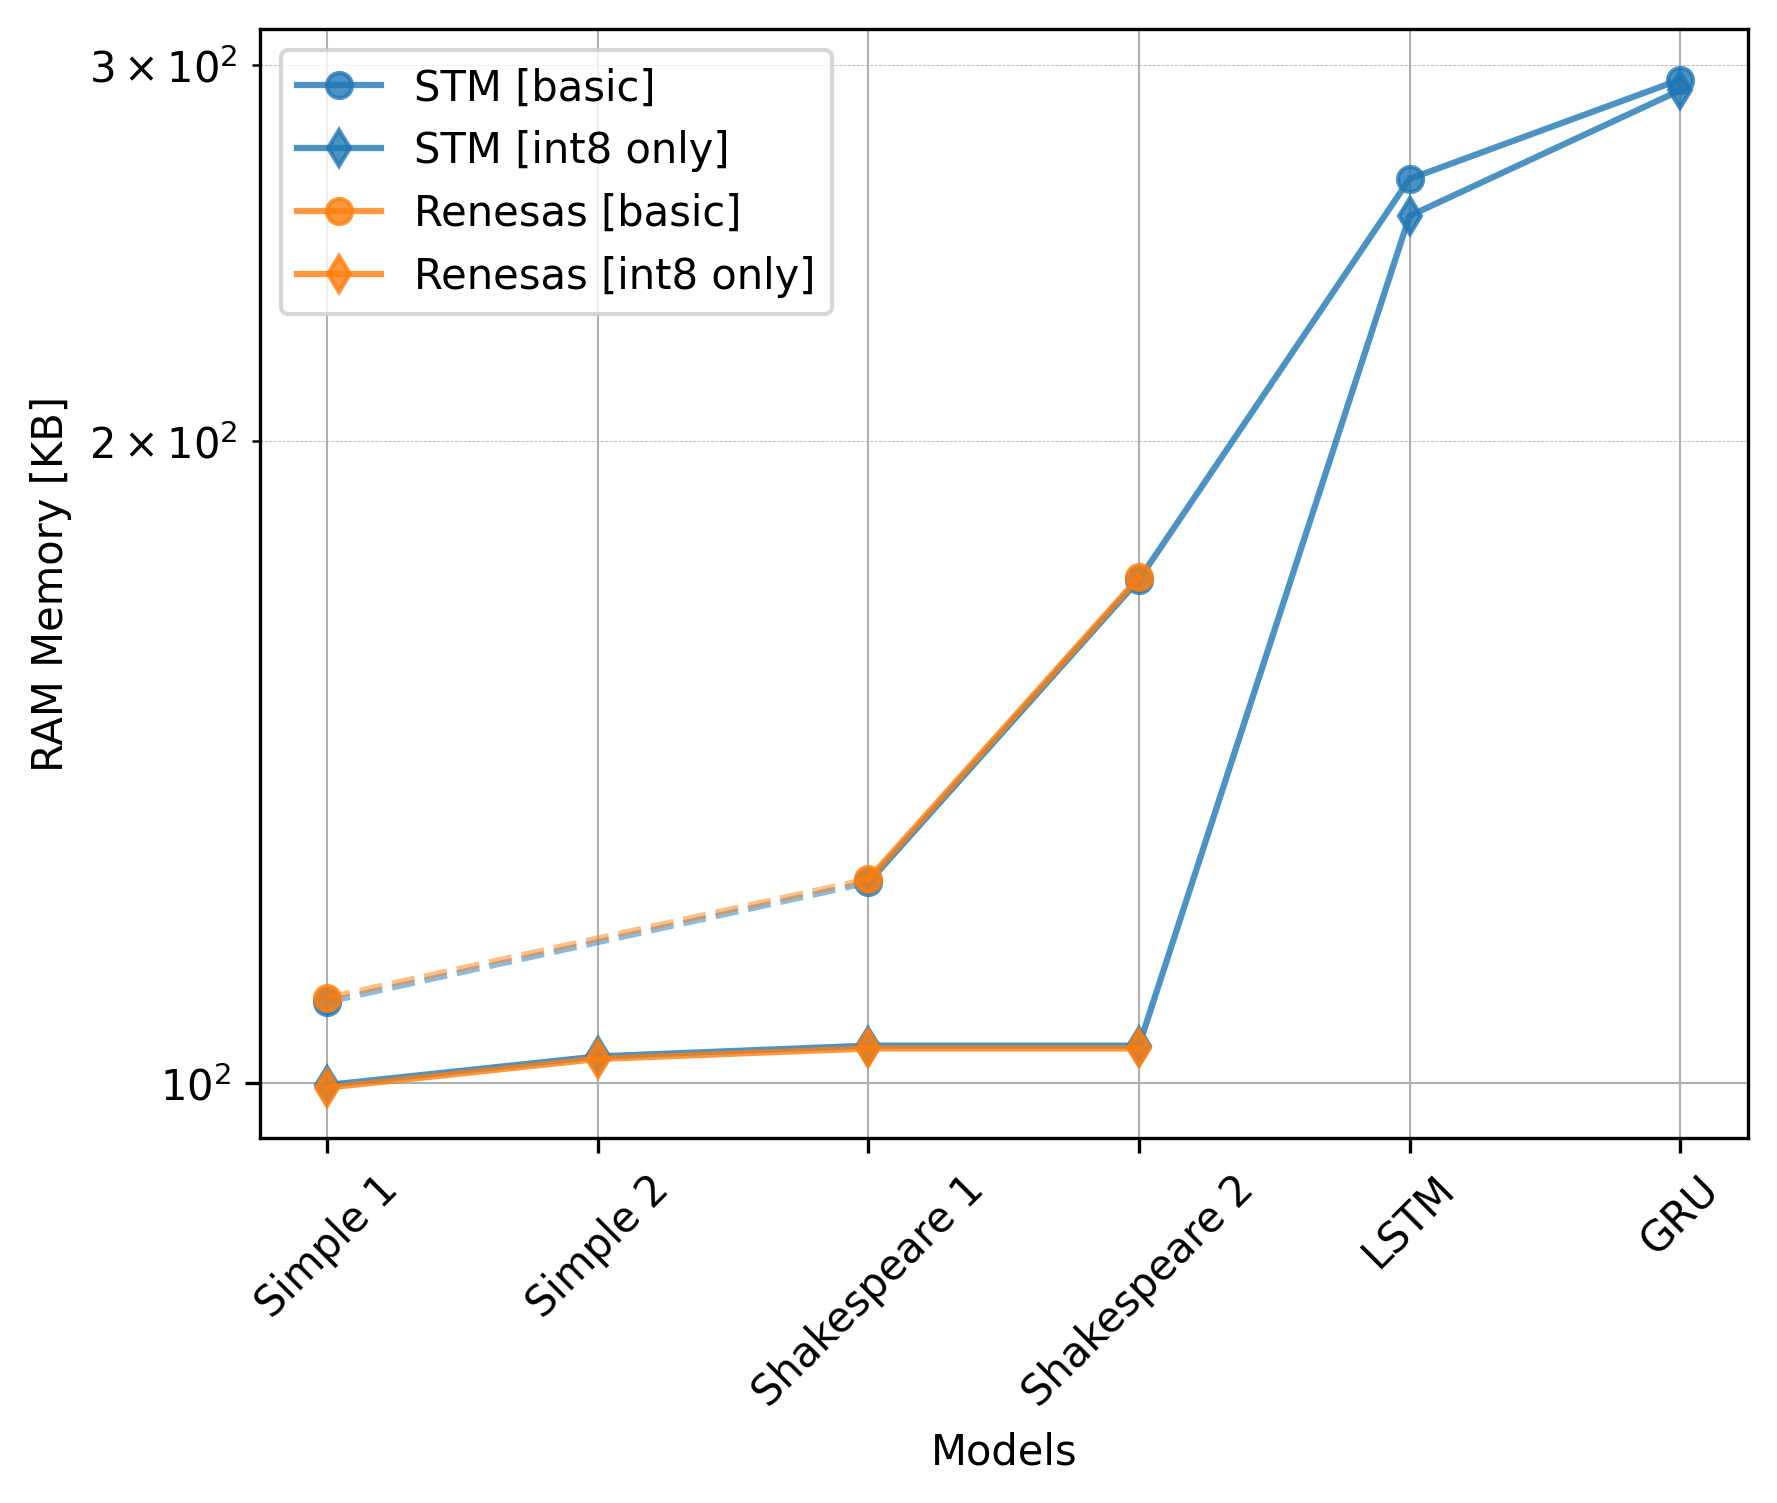 3 × 10²
2 × 10²
10²
RAM Memory [KB]
STM [basic]
STM [int8 only]
Renesas [basic]
Renesas [int8 only]
Simple 1
Simple 2
Shakespeare 1
Shakespeare 2
LSTM
GRU
Models